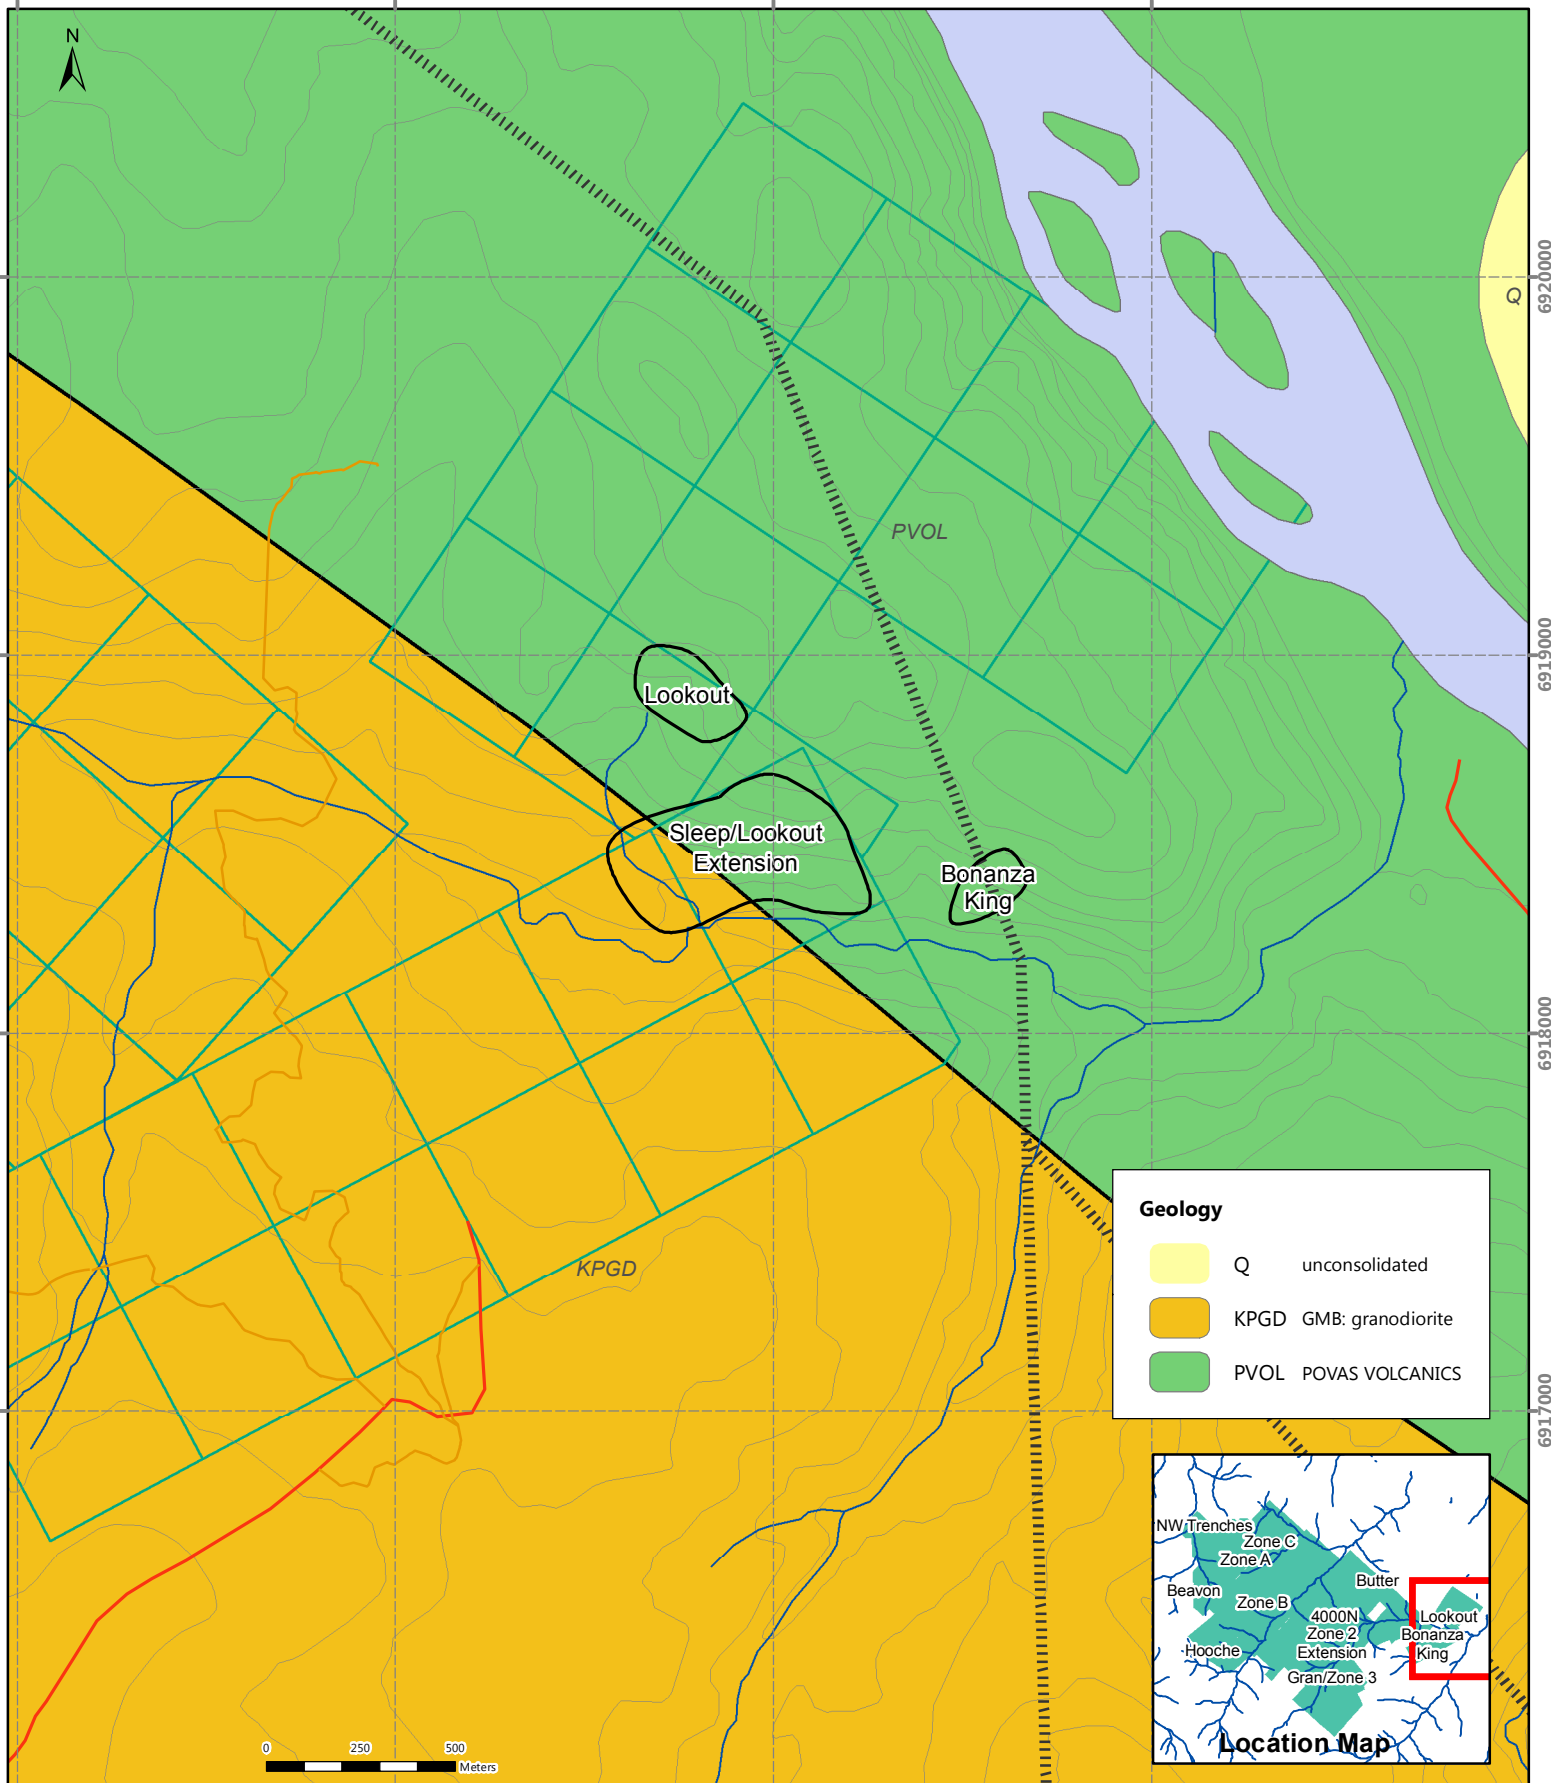 N
6920000
Q
PVOL
6919000
Lookout
Sleep/Lookout
Extension
Bonanza
King
6918000
KPGD
Geology
Q unconsolidated
KPGD GMB: granodiorite
PVOL POVAS VOLCANICS
6917000
NW Trenches
Zone C
Zone A
Beavon
Butter
Zone B
4000N
Zone 2
Extension
Lookout
Bonanza
King
Hooche
Gran/Zone 3
Location Map
0 250 500
Meters